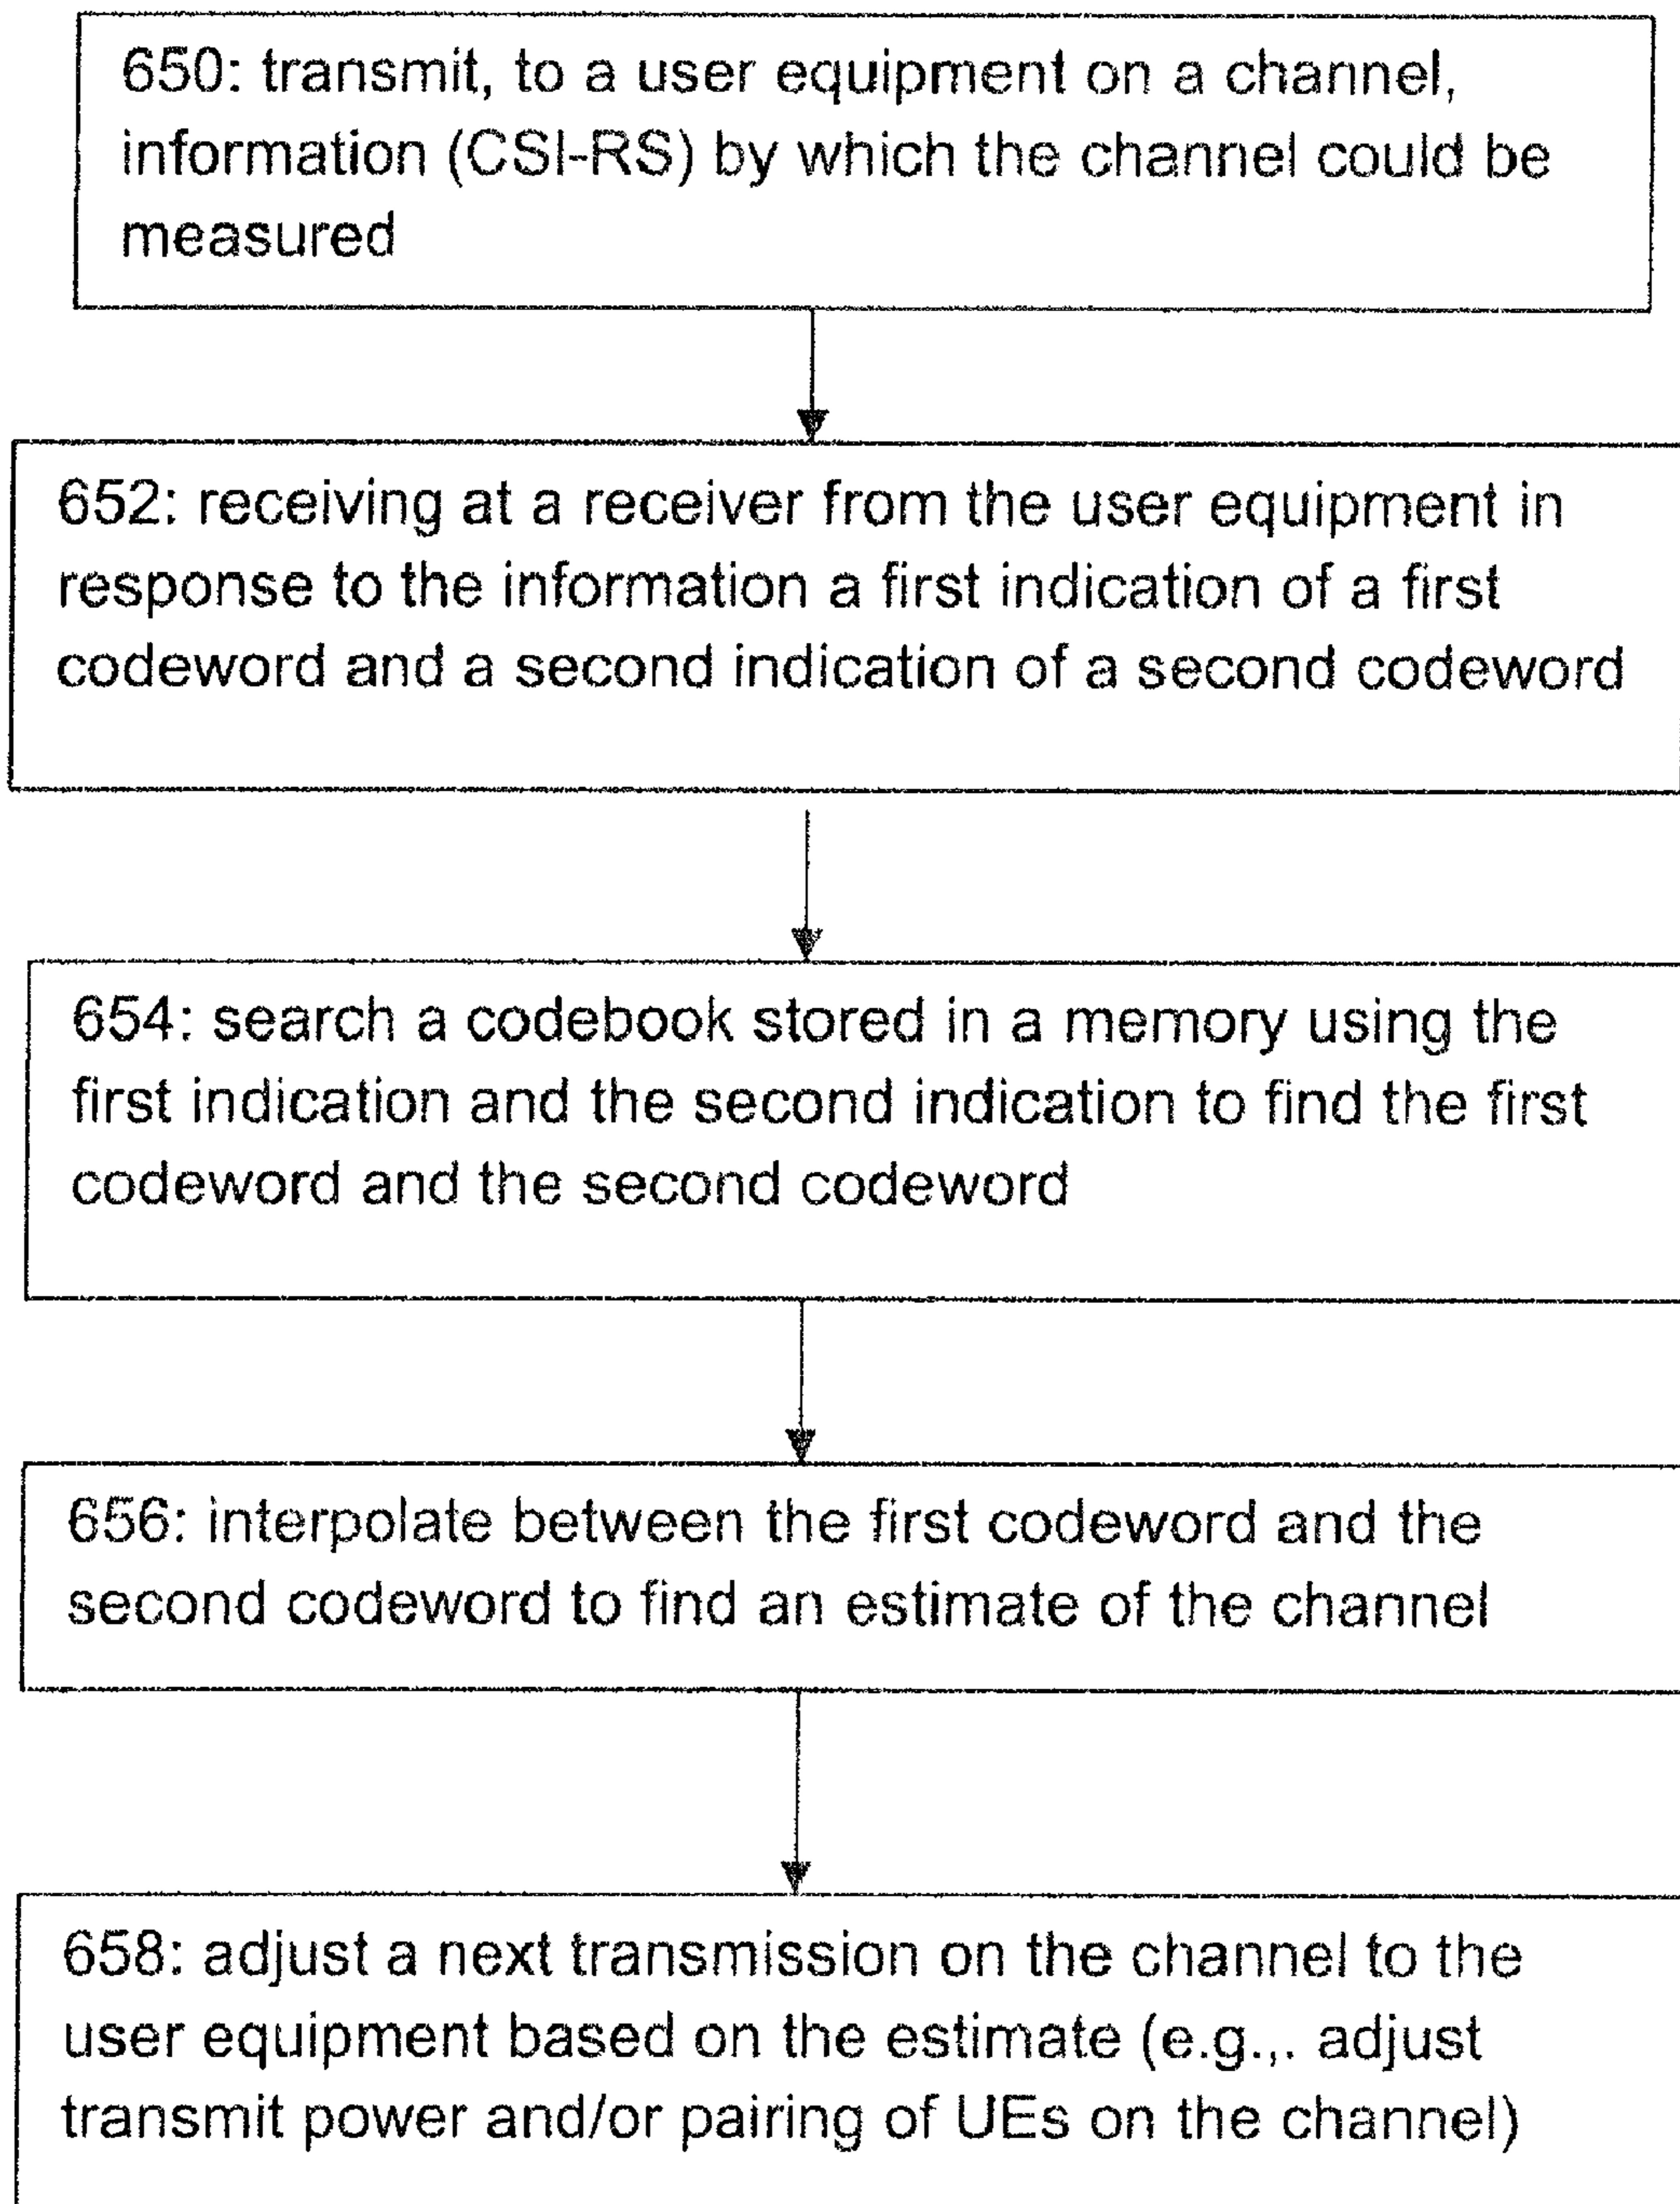 650: transmit, to a user equipment on a channel,
information (CSI-RS) by which the channel could be
measured
652: receiving at a receiver from the user equipment in
response to the information a first indication of a first
codeword and a second indication of a second codeword
654: search a codebook stored in a memory using the
first indication and the second indication to find the first
codeword and the second codeword
656: interpolate between the first codeword and the
second codeword to find an estimate of the channel
658: adjust a next transmission on the channel to the
user equipment based on the estimate (e.g.,. adjust
transmit power and/or pairing of UEs on the channel)